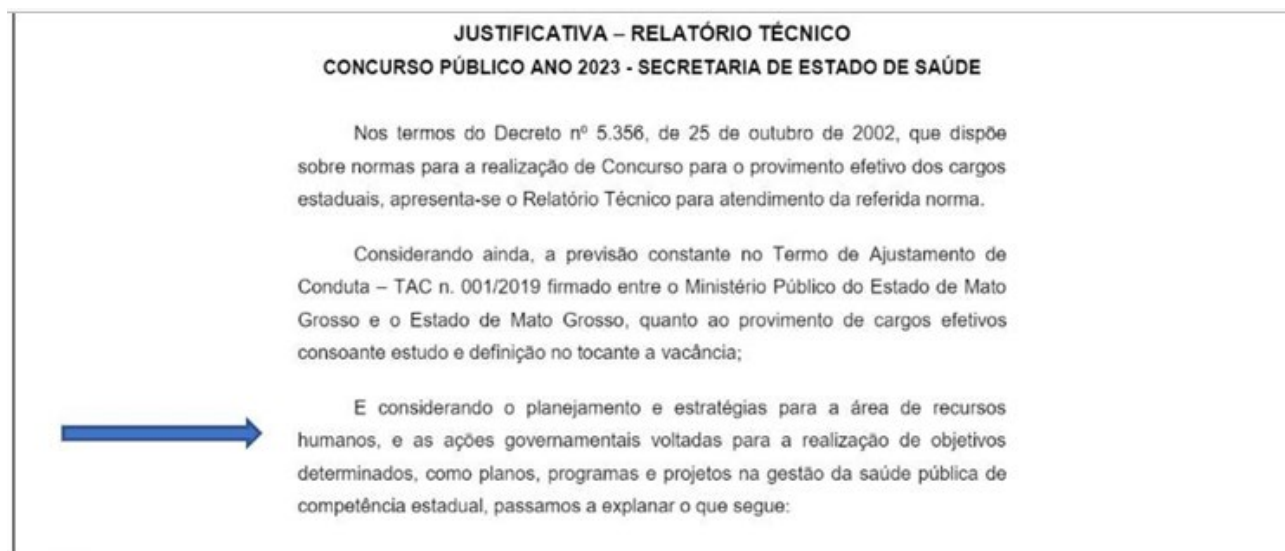 JUSTIFICATIVA – RELATÓRIO TÉCNICO
CONCURSO PÚBLICO ANO 2023 - SECRETARIA DE ESTADO DE SAÚDE
Nos termos do Decreto nº 5.356, de 25 de outubro de 2002, que dispõe
sobre normas para a realização de Concurso para o provimento efetivo dos cargos
estaduais, apresenta-se o Relatório Técnico para atendimento da referida norma.
Considerando ainda, a previsão constante no Termo de Ajustamento de
Conduta – TAC n. 001/2019 firmado entre o Ministério Público do Estado de Mato
Grosso e o Estado de Mato Grosso, quanto ao provimento de cargos efetivos
consoante estudo e definição no tocante a vacância;
E considerando o planejamento e estratégias para a área de recursos
humanos, e as ações governamentais voltadas para a realização de objetivos
determinados, como planos, programas e projetos na gestão da saúde pública de
competência estadual, passamos a explanar o que segue: